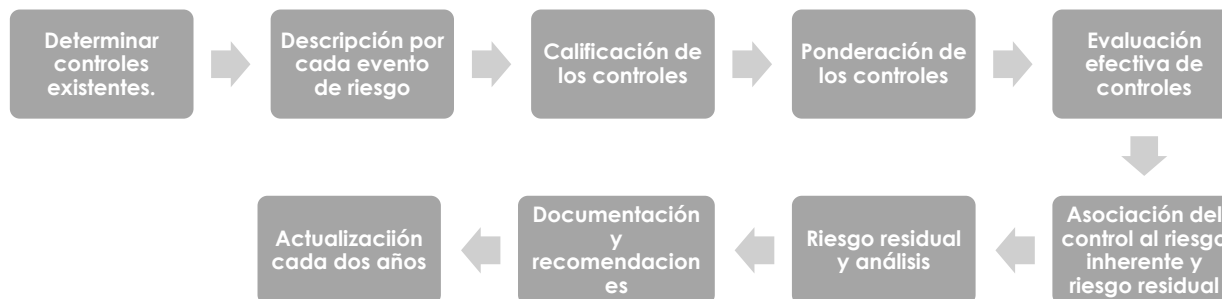 Determinar
controles
existentes.
Descripción por
cada evento
de riesgo
Calificación de
los controles
Ponderación de
los controles
Evaluación
efectiva de
controles
Asociación del
control al riesgo
inherente y
riesgo residual
Riesgo residual
y análisis
Documentación
y
recomendacion
es
Actualizaciión
cada dos años